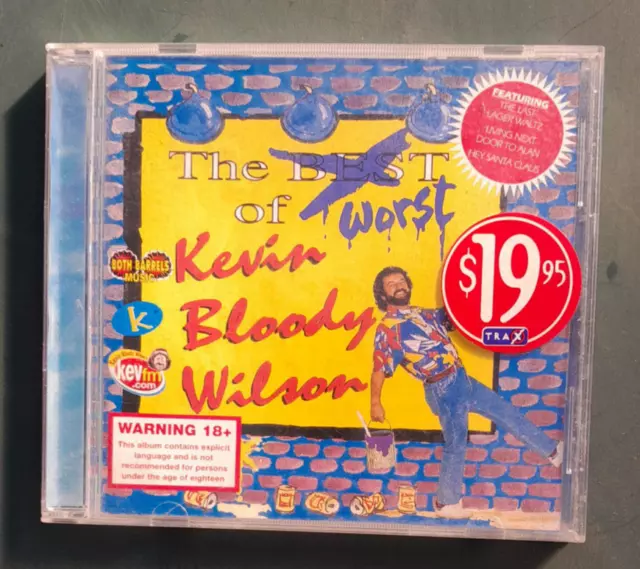 FEATURING
THE LAST
LAGER WALTZ
LIVING NEXT
DOOR TO ALAN
HEY SANTA CLAUS
The BEST
of worst
Kevin
Bloody
Wilson
$19.95
TRAX
BOTH BARRELS
MUSIC
K
kevfm
.com
WARNING 18+
This album contains explicit
language and is not
recommended for persons
under the age of eighteen